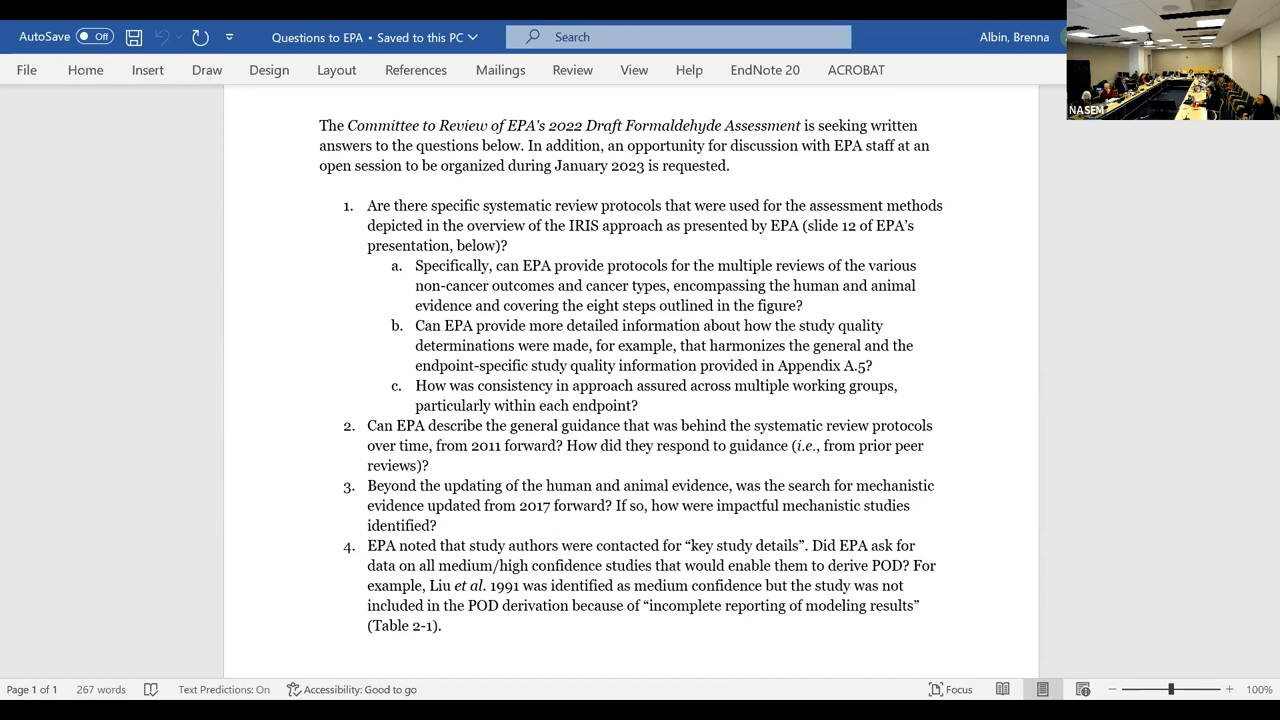 AutoSave Off Questions to EPA • Saved to this PC Search Albin, Brenna
File Home Insert Draw Design Layout References Mailings Review View Help EndNote 20 ACROBAT
NASEM
The Committee to Review of EPA's 2022 Draft Formaldehyde Assessment is seeking written
answers to the questions below. In addition, an opportunity for discussion with EPA staff at an
open session to be organized during January 2023 is requested.
1. Are there specific systematic review protocols that were used for the assessment methods
depicted in the overview of the IRIS approach as presented by EPA (slide 12 of EPA’s
presentation, below)?
a. Specifically, can EPA provide protocols for the multiple reviews of the various
non-cancer outcomes and cancer types, encompassing the human and animal
evidence and covering the eight steps outlined in the figure?
b. Can EPA provide more detailed information about how the study quality
determinations were made, for example, that harmonizes the general and the
endpoint-specific study quality information provided in Appendix A.5?
c. How was consistency in approach assured across multiple working groups,
particularly within each endpoint?
2. Can EPA describe the general guidance that was behind the systematic review protocols
over time, from 2011 forward? How did they respond to guidance (i.e., from prior peer
reviews)?
3. Beyond the updating of the human and animal evidence, was the search for mechanistic
evidence updated from 2017 forward? If so, how were impactful mechanistic studies
identified?
4. EPA noted that study authors were contacted for “key study details”. Did EPA ask for
data on all medium/high confidence studies that would enable them to derive POD? For
example, Liu et al. 1991 was identified as medium confidence but the study was not
included in the POD derivation because of “incomplete reporting of modeling results”
(Table 2-1).
Page 1 of 1 267 words Text Predictions: On Accessibility: Good to go Focus 100%